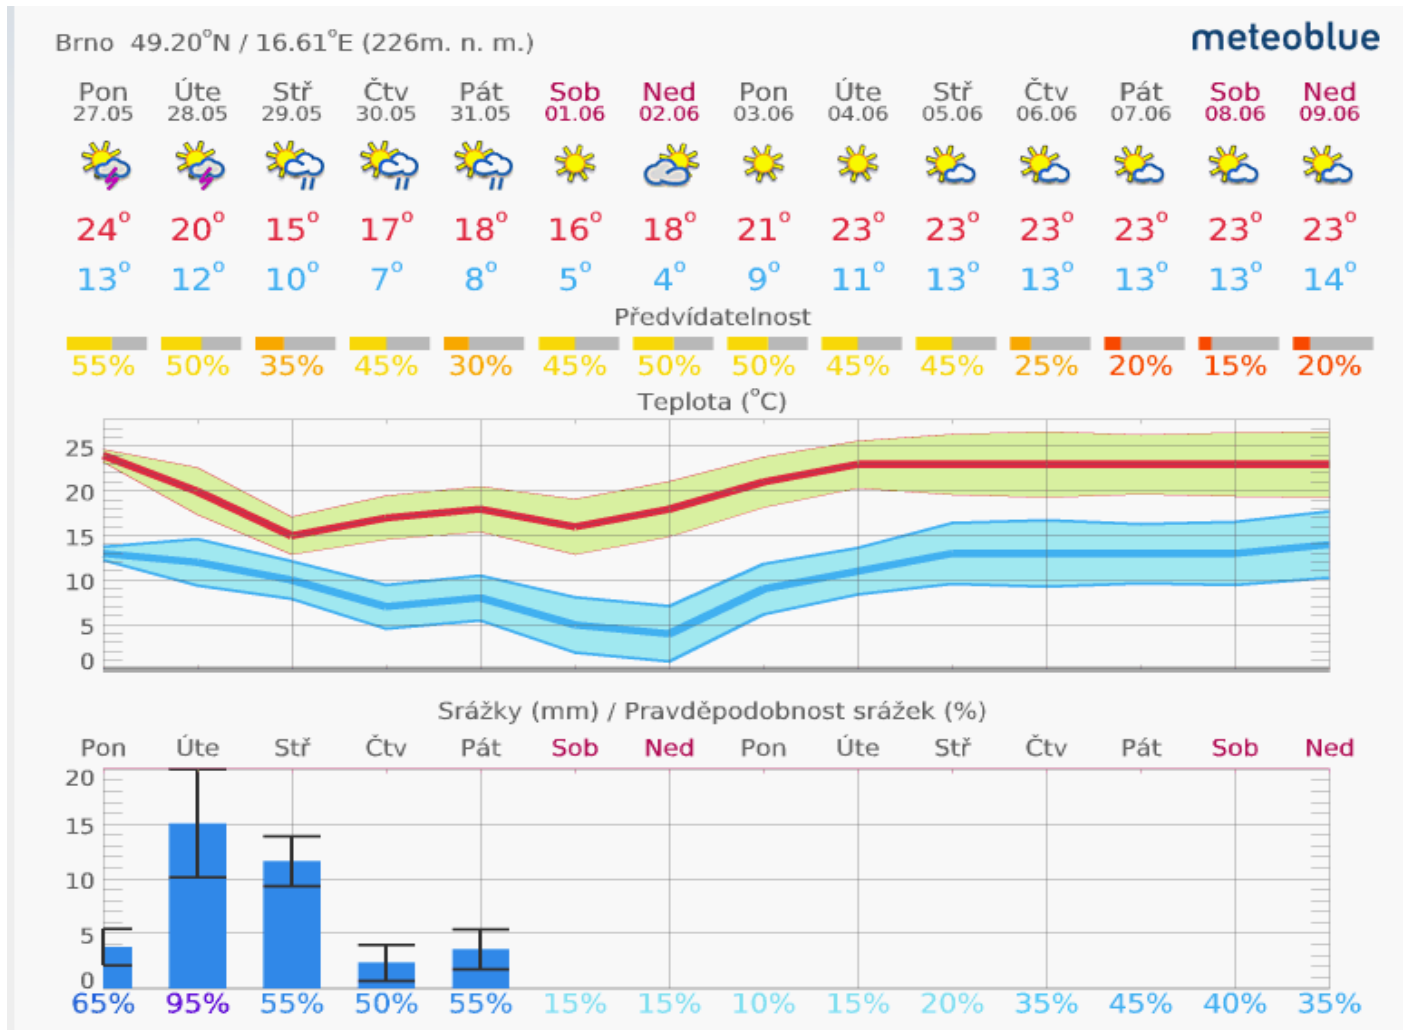 Brno 49.20°N / 16.61°E (226m. n. m.)
meteoblue
Pon Úte Stř Čtv Pát Sob Ned Pon Úte Stř Čtv Pát Sob Ned
27.05 28.05 29.05 30.05 31.05 01.06 02.06 03.06 04.06 05.06 06.06 07.06 08.06 09.06
24° 20° 15° 17° 18° 16° 18° 21° 23° 23° 23° 23° 23° 23°
13° 12° 10° 7° 8° 5° 4° 9° 11° 13° 13° 13° 13° 14°
Předvídatelnost
55% 50% 35% 45% 30% 45% 50% 50% 45% 45% 25% 20% 15% 20%
Teplota (°C)
25
20
15
10
5
0
Srážky (mm) / Pravděpodobnost srážek (%)
Pon Úte Stř Čtv Pát Sob Ned Pon Úte Stř Čtv Pát Sob Ned
20
15
10
5
0
65% 95% 55% 50% 55% 15% 15% 10% 15% 20% 35% 45% 40% 35%